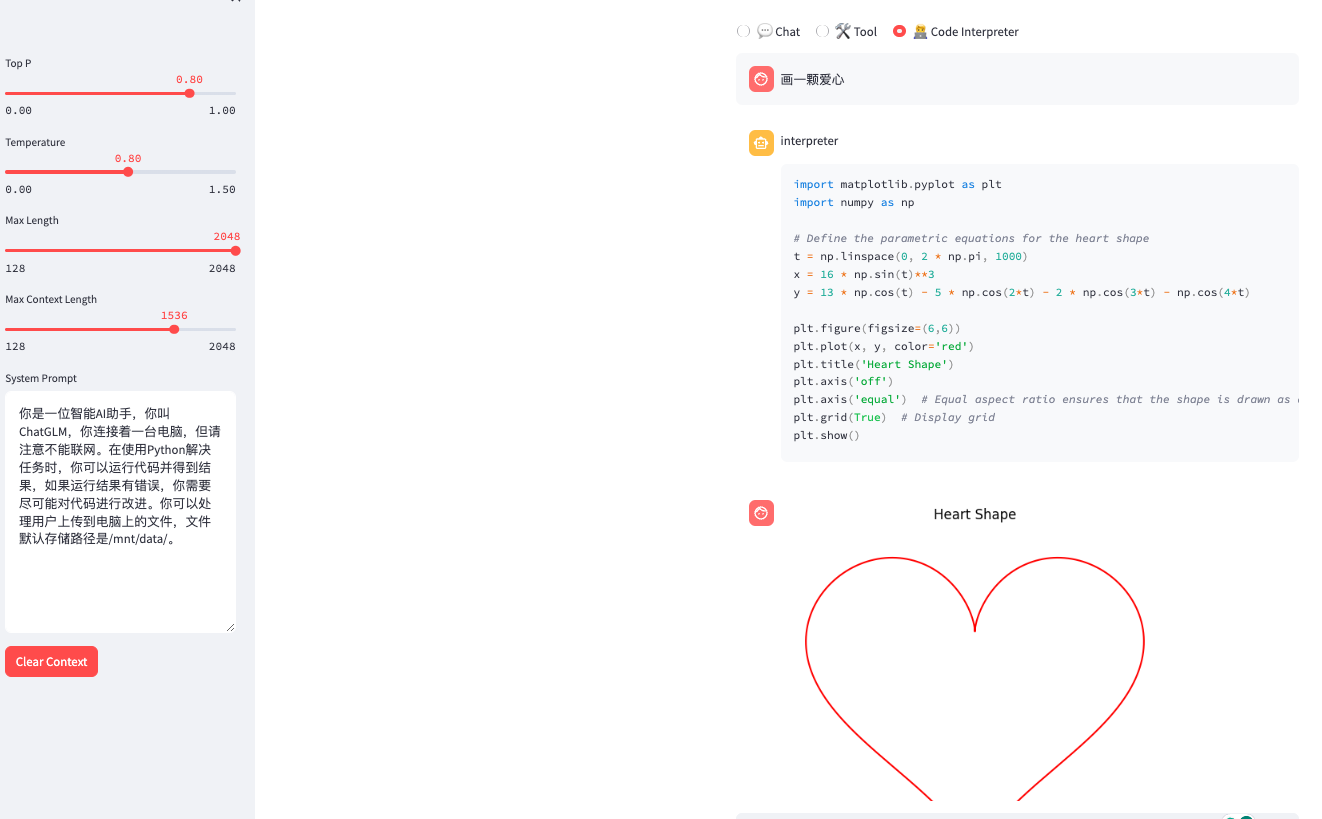 Top P
0.80
0.00 1.00
Temperature
0.80
0.00 1.50
Max Length
2048
128 2048
Max Context Length
1536
128 2048
System Prompt
你是一位智能AI助手，你叫
ChatGLM，你连接着一台电脑，但请
注意不能联网。在使用Python解决
任务时，你可以运行代码并得到结
果，如果运行结果有错误，你需要
尽可能对代码进行改进。你可以处
理用户上传到电脑上的文件，文件
默认存储路径是/mnt/data/。
Clear Context
Chat Tool Code Interpreter
画一颗爱心
interpreter
import matplotlib.pyplot as plt
import numpy as np
# Define the parametric equations for the heart shape
t = np.linspace(0, 2 * np.pi, 1000)
x = 16 * np.sin(t)**3
y = 13 * np.cos(t) - 5 * np.cos(2*t) - 2 * np.cos(3*t) - np.cos(4*t)
plt.figure(figsize=(6,6))
plt.plot(x, y, color='red')
plt.title('Heart Shape')
plt.axis('off')
plt.axis('equal')  # Equal aspect ratio ensures that the shape is drawn as
plt.grid(True)  # Display grid
plt.show()
Heart Shape